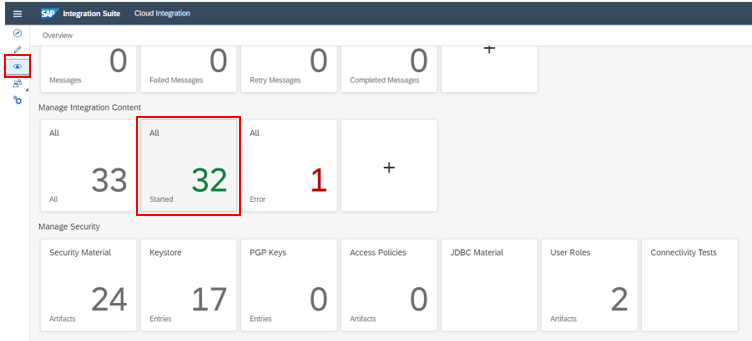 SAP Integration Suite Cloud Integration
Overview
0 0 0 0 +
Messages Failed Messages Retry Messages Completed Messages
Manage Integration Content
All All All
33 32 1 +
All Started Error
Manage Security
Security Material Keystore PGP Keys Access Policies JDBC Material User Roles Connectivity Tests
24 17 0 0 2
Artifacts Entries Entries Artifacts Artifacts